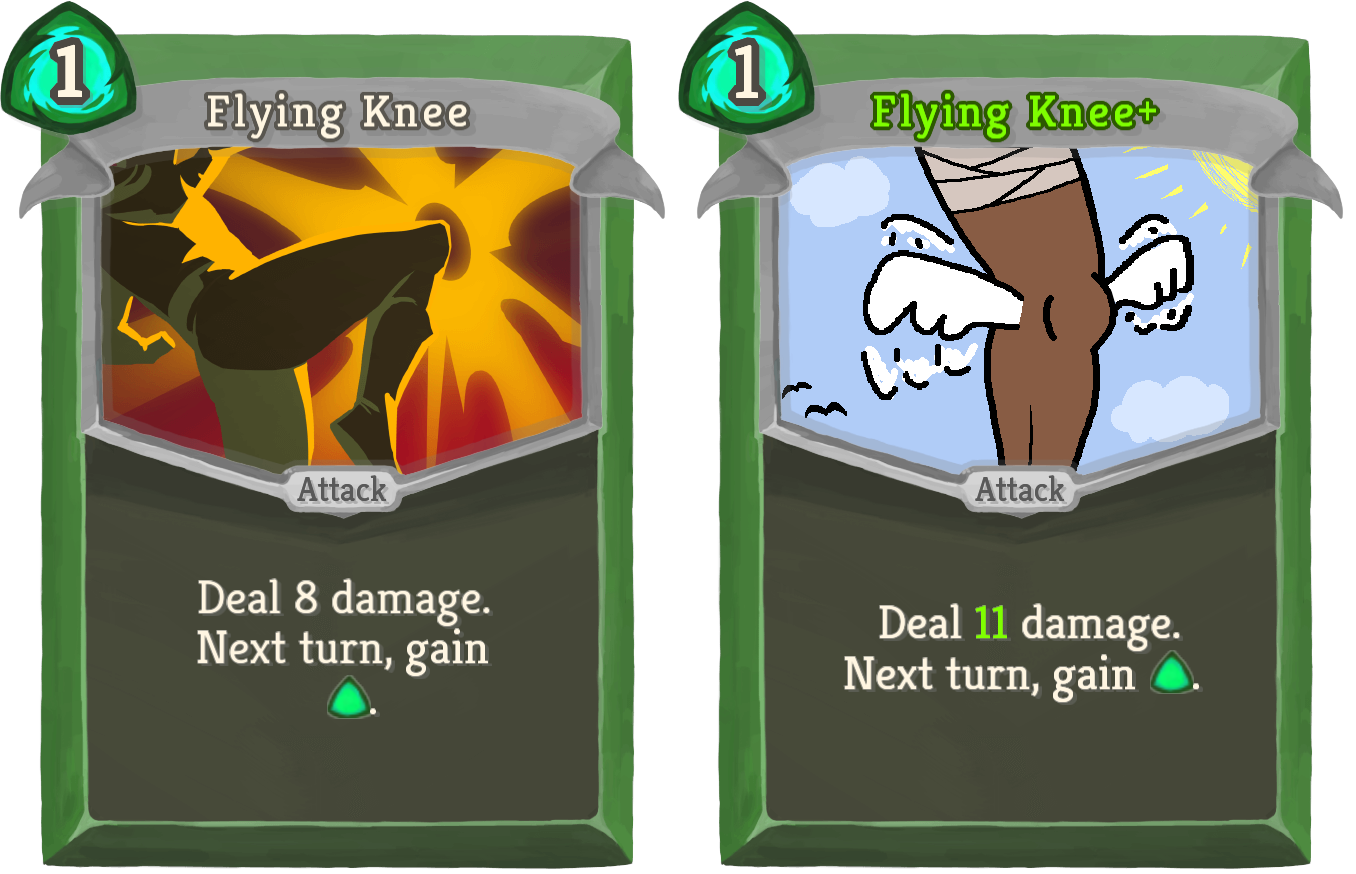 1
Flying Knee
Attack
Deal 8 damage.
Next turn, gain
.
1
Flying Knee+
Attack
Deal 11 damage.
Next turn, gain .